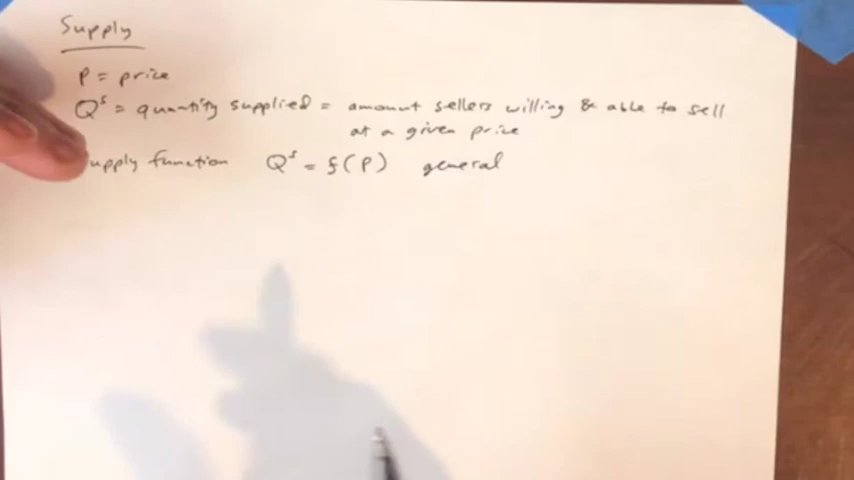 Supply
P = price
Q^s = quantity supplied = amount sellers willing & able to sell
at a given price
upply function Q^s = f(P) general